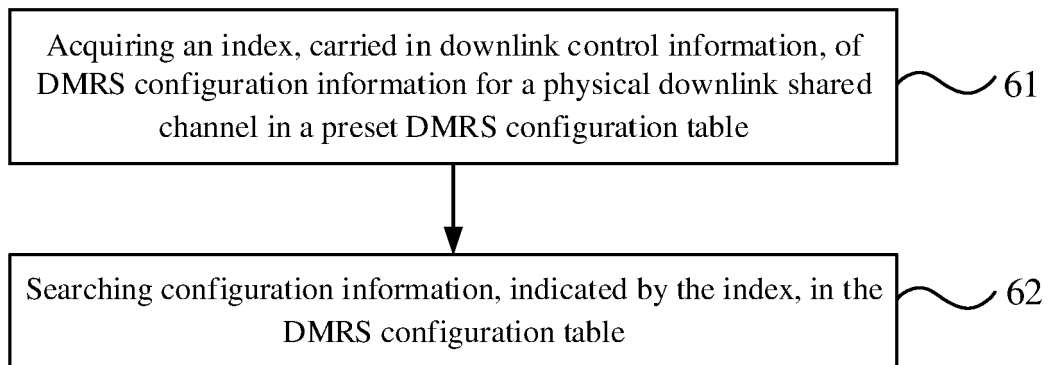 Acquiring an index, carried in downlink control information, of
DMRS configuration information for a physical downlink shared
channel in a preset DMRS configuration table
61
Searching configuration information, indicated by the index, in the
DMRS configuration table
62